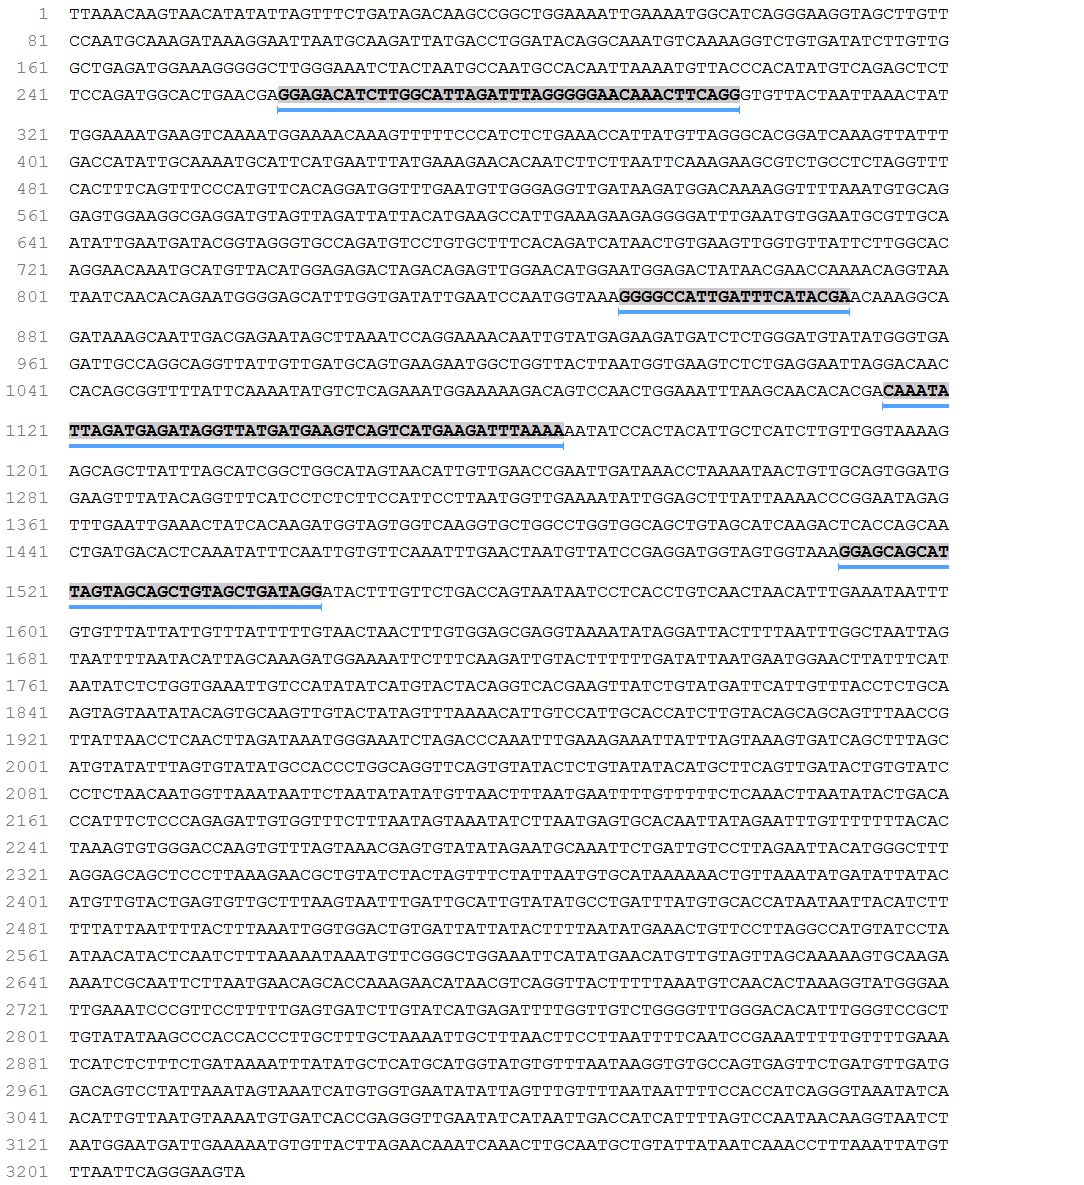 1 TTAAACAAGTAACATATATTAGTTTCTGATAGACAAGCCGGCTGGAAAATTGAAAATGGCATCAGGGAAGGTAGCTTGTT
81 CCAATGCAAAGATAAAGGAATTAATGCAAGATTATGACCTGGATACAGGCAAATGTCAAAAGGTCTGTGATATCTTGTTG
161 GCTGAGATGGAAAGGGGGCTTGGGAAATCTACTAATGCCAATGCCACAATTAAAATGTTACCCACATATGTCAGAGCTCT
241 TCCAGATGGCACTGAACGAGGAGACATCTTGGCATTAGATTTAGGGGGAACAAACTTCAGGGTGTTACTAATTAAACTAT
321 TGGAAAATGAAGTCAAAATGGAAAACAAAGTTTTTCCCATCTCTGAAACCATTATGTTAGGGCACGGATCAAAGTTATTT
401 GACCATATTGCAAAATGCATTCATGAATTTATGAAAGAACACAATCTTCTTAATTCAAAGAAGCGTCTGCCTCTAGGTTT
481 CACTTTCAGTTTCCCATGTTCACAGGATGGTTTGAATGTTGGGAGGTTGATAAGATGGACAAAAGGTTTTAAATGTGCAG
561 GAGTGGAAGGCGAGGATGTAGTTAGATTATTACATGAAGCCATTGAAAGAAGAGGGGATTTGAATGTGGAATGCGTTGCA
641 ATATTGAATGATACGGTAGGGTGCCAGATGTCCTGTGCTTTCACAGATCATAACTGTGAAGTTGGTGTTATTCTTGGCAC
721 AGGAACAAATGCATGTTACATGGAGAGACTAGACAGAGTTGGAACATGGAATGGAGACTATAACGAACCAAAACAGGTAA
801 TAATCAACACAGAATGGGGAGCATTTGGTGATATTGAATCCAATGGTAAAGGGGCCATTGATTTCATACGAACAAAGGCA
881 GATAAAGCAATTGACGAGAATAGCTTAAATCCAGGAAAACAATTGTATGAGAAGATGATCTCTGGGATGTATATGGGTGA
961 GATTGCCAGGCAGGTTATTGTTGATGCAGTGAAGAATGGCTGGTTACTTAATGGTGAAGTCTCTGAGGAATTAGGACAAC
1041 CACAGCGGTTTTATTCAAAATATGTCTCAGAAATGGAAAAAGACAGTCCAACTGGAAATTTAAGCAACACACGACAAATA
1121 TTAGATGAGATAGGTTATGATGAAGTCAGTCATGAAGATTTAAAAAATATCCACTACATTGCTCATCTTGTTGGTAAAAG
1201 AGCAGCTTATTTAGCATCGGCTGGCATAGTAACATTGTTGAACCGAATTGATAAACCTAAAATAACTGTTGCAGTGGATG
1281 GAAGTTTATACAGGTTTCATCCTCTCTTCCATTCCTTAATGGTTGAAAATATTGGAGCTTTATTAAAACCCGGAATAGAG
1361 TTTGAATTGAAACTATCACAAGATGGTAGTGGTCAAGGTGCTGGCCTGGTGGCAGCTGTAGCATCAAGACTCACCAGCAA
1441 CTGATGACACTCAAATATTTCAATTGTGTTCAAATTTGAACTAATGTTATCCGAGGATGGTAGTGGTAAAGGAGCAGCAT
1521 TAGTAGCAGCTGTAGCTGATAGGATACTTTGTTCTGACCAGTAATAATCCTCACCTGTCAACTAACATTTGAAATAATTT
1601 GTGTTTATTATTGTTTATTTTTGTAACTAACTTTGTGGAGCGAGGTAAAATATAGGATTACTTTTAATTTGGCTAATTAG
1681 TAATTTTAATACATTAGCAAAGATGGAAAATTCTTTCAAGATTGTACTTTTTTGATATTAATGAATGGAACTTATTTCAT
1761 AATATCTCTGGTGAAATTGTCCATATATCATGTACTACAGGTCACGAAGTTATCTGTATGATTCATTGTTTACCTCTGCA
1841 AGTAGTAATATACAGTGCAAGTTGTACTATAGTTTAAAACATTGTCCATTGCACCATCTTGTACAGCAGCAGTTTAACCG
1921 TTATTAACCTCAACTTAGATAAATGGGAAATCTAGACCCAAATTTGAAAGAAATTATTTAGTAAAGTGATCAGCTTTAGC
2001 ATGTATATTTAGTGTATATGCCACCCTGGCAGGTTCAGTGTATACTCTGTATATACATGCTTCAGTTGATACTGTGTATC
2081 CCTCTAACAATGGTTAAATAATTCTAATATATATGTTAACTTTAATGAATTTTGTTTTTCTCAAACTTAATATACTGACA
2161 CCATTTCTCCCAGAGATTGTGGTTTCTTTAATAGTAAATATCTTAATGAGTGCACAATTATAGAATTTGTTTTTTTACAC
2241 TAAAGTGTGGGACCAAGTGTTTAGTAAACGAGTGTATATAGAATGCAAATTCTGATTGTCCTTAGAATTACATGGGCTTT
2321 AGGAGCAGCTCCCTTAAAGAACGCTGTATCTACTAGTTTCTATTAATGTGCATAAAAAACTGTTAAATATGATATTATAC
2401 ATGTTGTACTGAGTGTTGCTTTAAGTAATTTGATTGCATTGTATATGCCTGATTTATGTGCACCATAATAATTACATCTT
2481 TTTATTAATTTTACTTTAAATTGGTGGACTGTGATTATTATACTTTTAATATGAAACTGTTCCTTAGGCCATGTATCCTA
2561 ATAACATACTCAATCTTTAAAAATAAATGTTCGGGCTGGAAATTCATATGAACATGTTGTAGTTAGCAAAAAGTGCAAGA
2641 AAATCGCAATTCTTAATGAACAGCACCAAAGAACATAACGTCAGGTTACTTTTTAAATGTCAACACTAAAGGTATGGGAA
2721 TTGAAATCCCGTTCCTTTTTGAGTGATCTTGTATCATGAGATTTTGGTTGTCTGGGGTTTGGGACACATTTGGGTCCGCT
2801 TGTATATAAGCCCACCACCCTTGCTTTGCTAAAATTGCTTTAACTTCCTTAATTTTCAATCCGAAATTTTTGTTTTGAAA
2881 TCATCTCTTTCTGATAAAATTTATATGCTCATGCATGGTATGTGTTTAATAAGGTGTGCCAGTGAGTTCTGATGTTGATG
2961 GACAGTCCTATTAAATAGTAAATCATGTGGTGAATATATTAGTTTGTTTTAATAATTTTCCACCATCAGGGTAAATATCA
3041 ACATTGTTAATGTAAAATGTGATCACCGAGGGTTGAATATCATAATTGACCATCATTTTAGTCCAATAACAAGGTAATCT
3121 AATGGAATGATTGAAAAATGTGTTACTTAGAACAAATCAAACTTGCAATGCTGTATTATAATCAAACCTTTAAATTATGT
3201 TTAATTCAGGGAAGTA